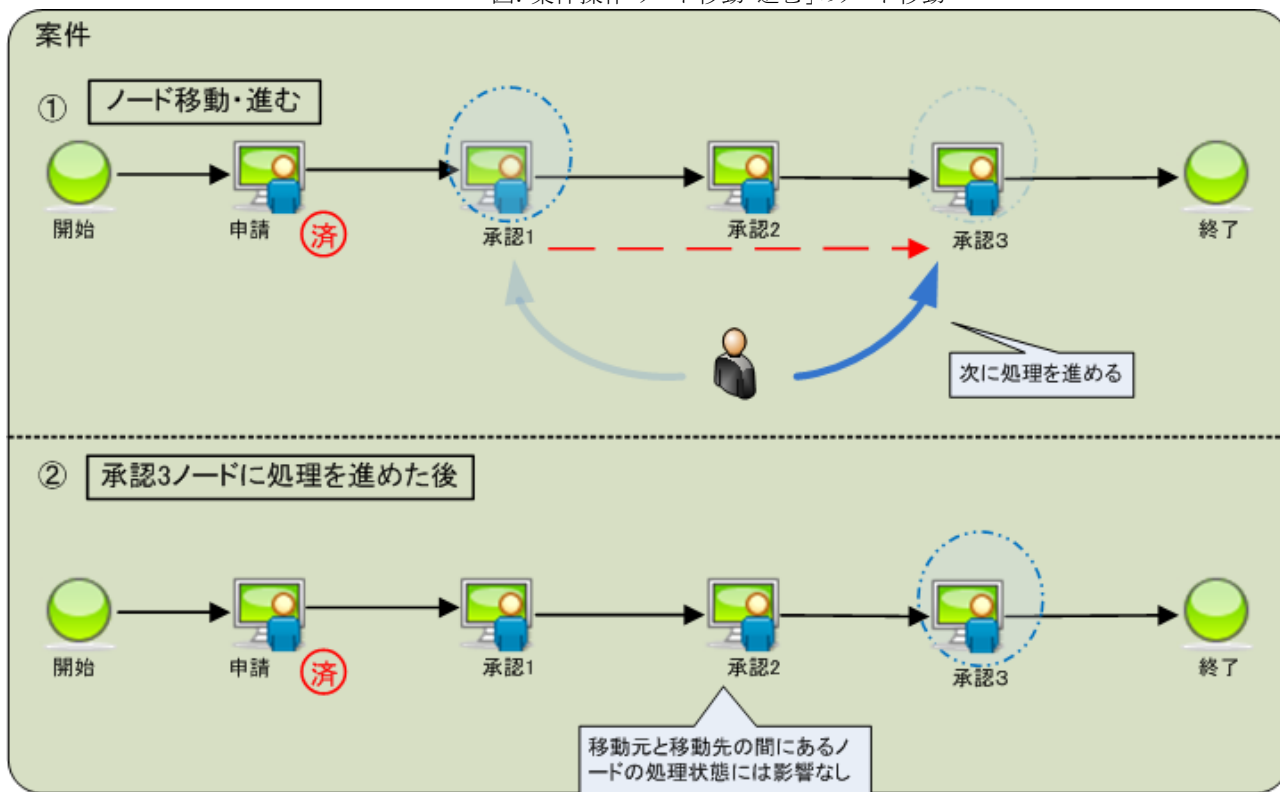 案件
① ノード移動・進む
開始
申請
済
承認1
承認2
承認3
終了
次に処理を進める
② 承認3ノードに処理を進めた後
開始
申請
済
承認1
承認2
承認3
終了
移動元と移動先の間にあるノ
ードの処理状態には影響なし